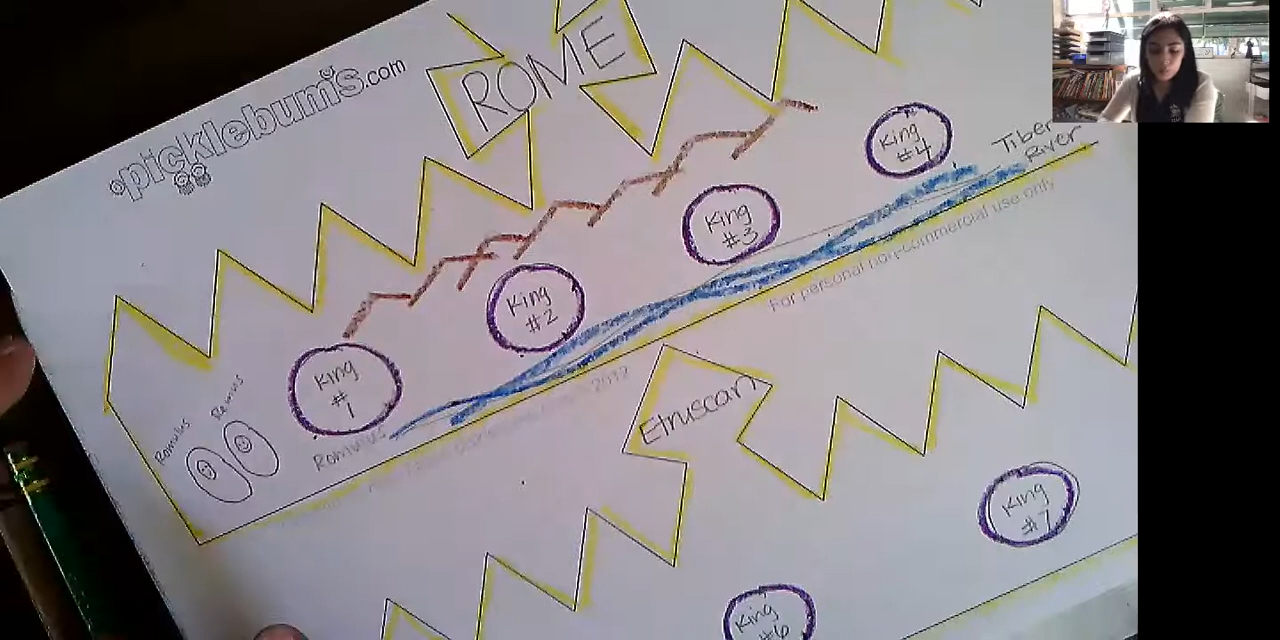 picklebums.com
ROME
King
#4
Tiber
River
King
#3
King
#2
King
#1
Romulus
Remus
Romulus
For personal non-commercial use only
2012
Etruscan
King
#7
King
#6